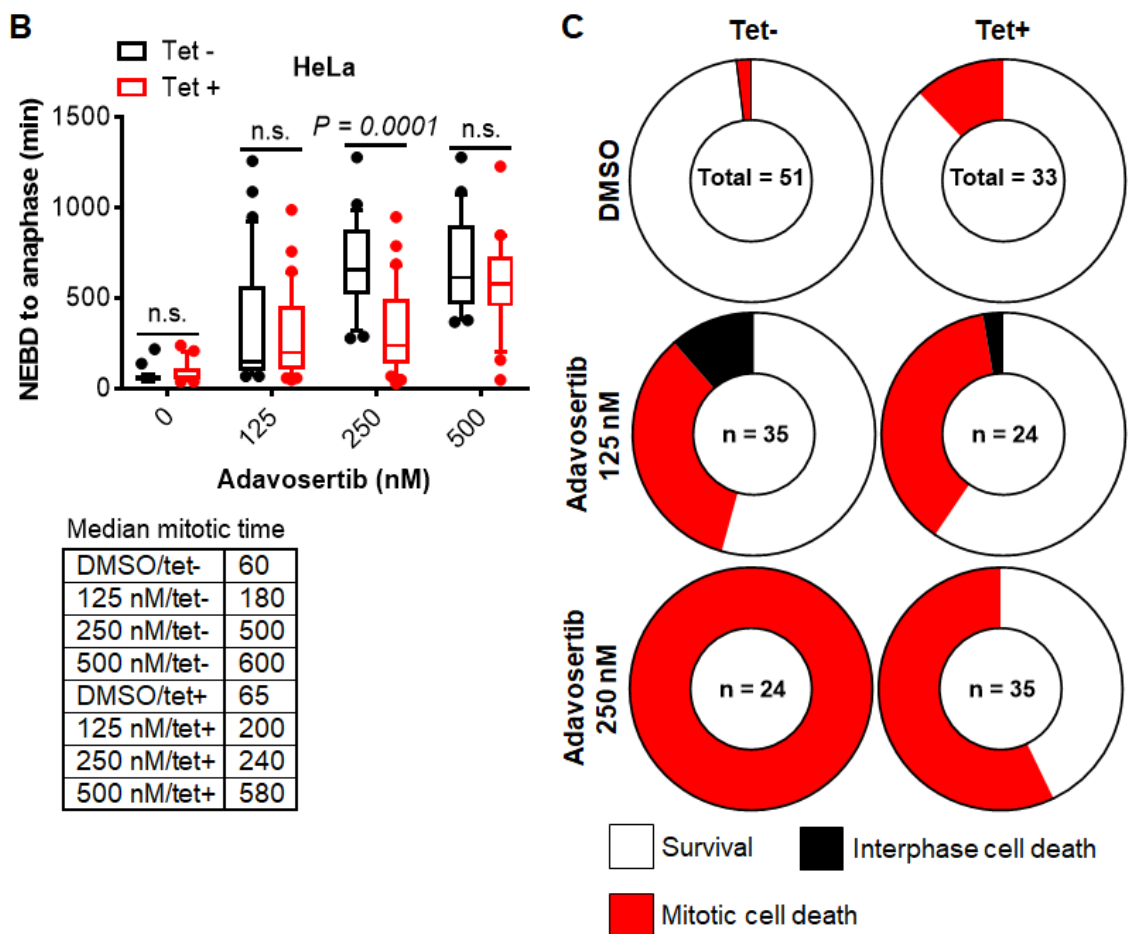 B
Tet -
Tet +
HeLa
NEBD to anaphase (min)
1500
1000
500
0
n.s.
n.s.
P = 0.0001
n.s.
0
125
250
500
Adavosertib (nM)
Median mitotic time
DMSO/tet- 60
125 nM/tet- 180
250 nM/tet- 500
500 nM/tet- 600
DMSO/tet+ 65
125 nM/tet+ 200
250 nM/tet+ 240
500 nM/tet+ 580
C
Tet-
Tet+
DMSO
Total = 51
Total = 33
Adavosertib
125 nM
n = 35
n = 24
Adavosertib
250 nM
n = 24
n = 35
Survival
Interphase cell death
Mitotic cell death